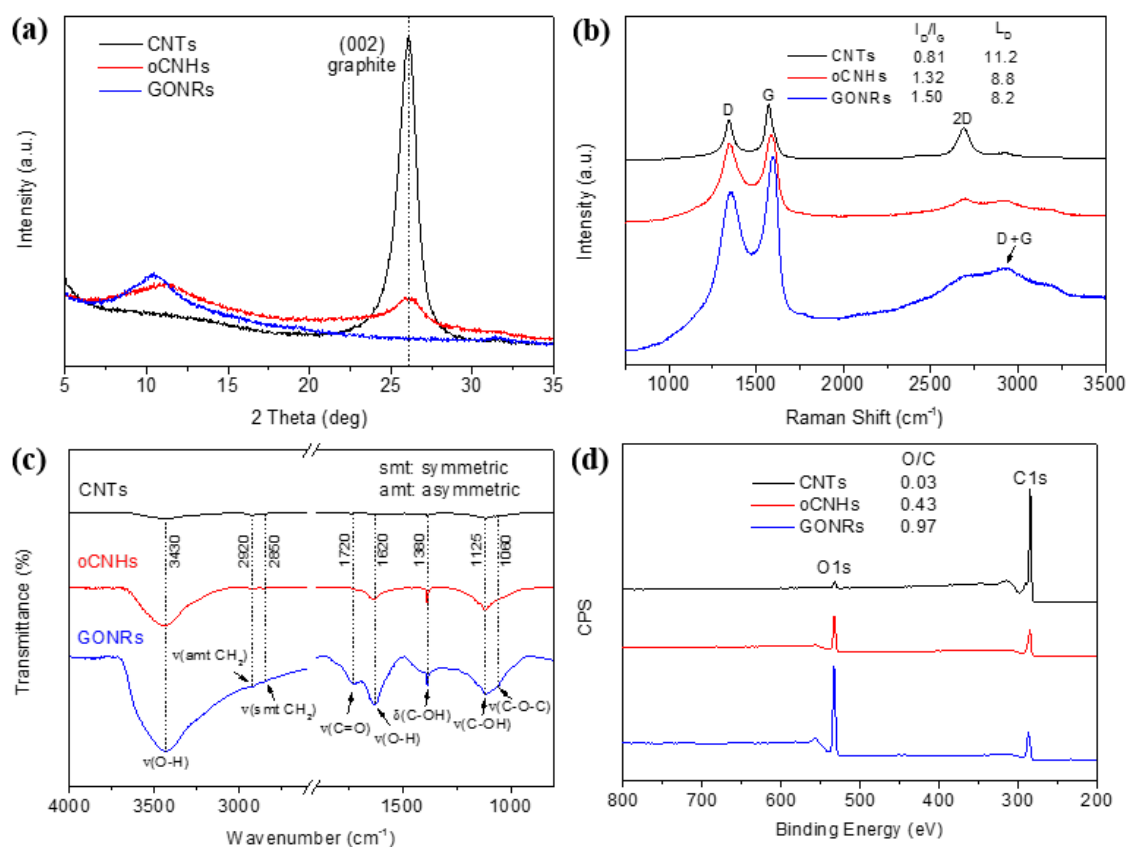 (a)
CNTs
oCNHs
GONRs
(002)
graphite
Intensity (a.u.)
5 10 15 20 25 30 35
2 Theta (deg)
(b)
I_D/I_G L_D
CNTs 0.81 11.2
oCNHs 1.32 8.8
GONRs 1.50 8.2
D G 2D
D+G
Intensity (a.u.)
1000 1500 2000 2500 3000 3500
Raman Shift (cm⁻¹)
(c)
smt: symmetric
amt: asymmetric
CNTs
oCNHs
GONRs
3430 2920 2850 1720 1620 1380 1125 1060
ν(amt CH₂)
ν(smt CH₂)
ν(O-H)
ν(C=O)
ν(O-H)
δ(C-OH)
ν(C-OH)
ν(C-O-C)
Transmittance (%)
4000 3500 3000 1500 1000
Wavenumber (cm⁻¹)
(d)
O/C
CNTs 0.03
oCNHs 0.43
GONRs 0.97
C1s
O1s
CPS
800 700 600 500 400 300 200
Binding Energy (eV)